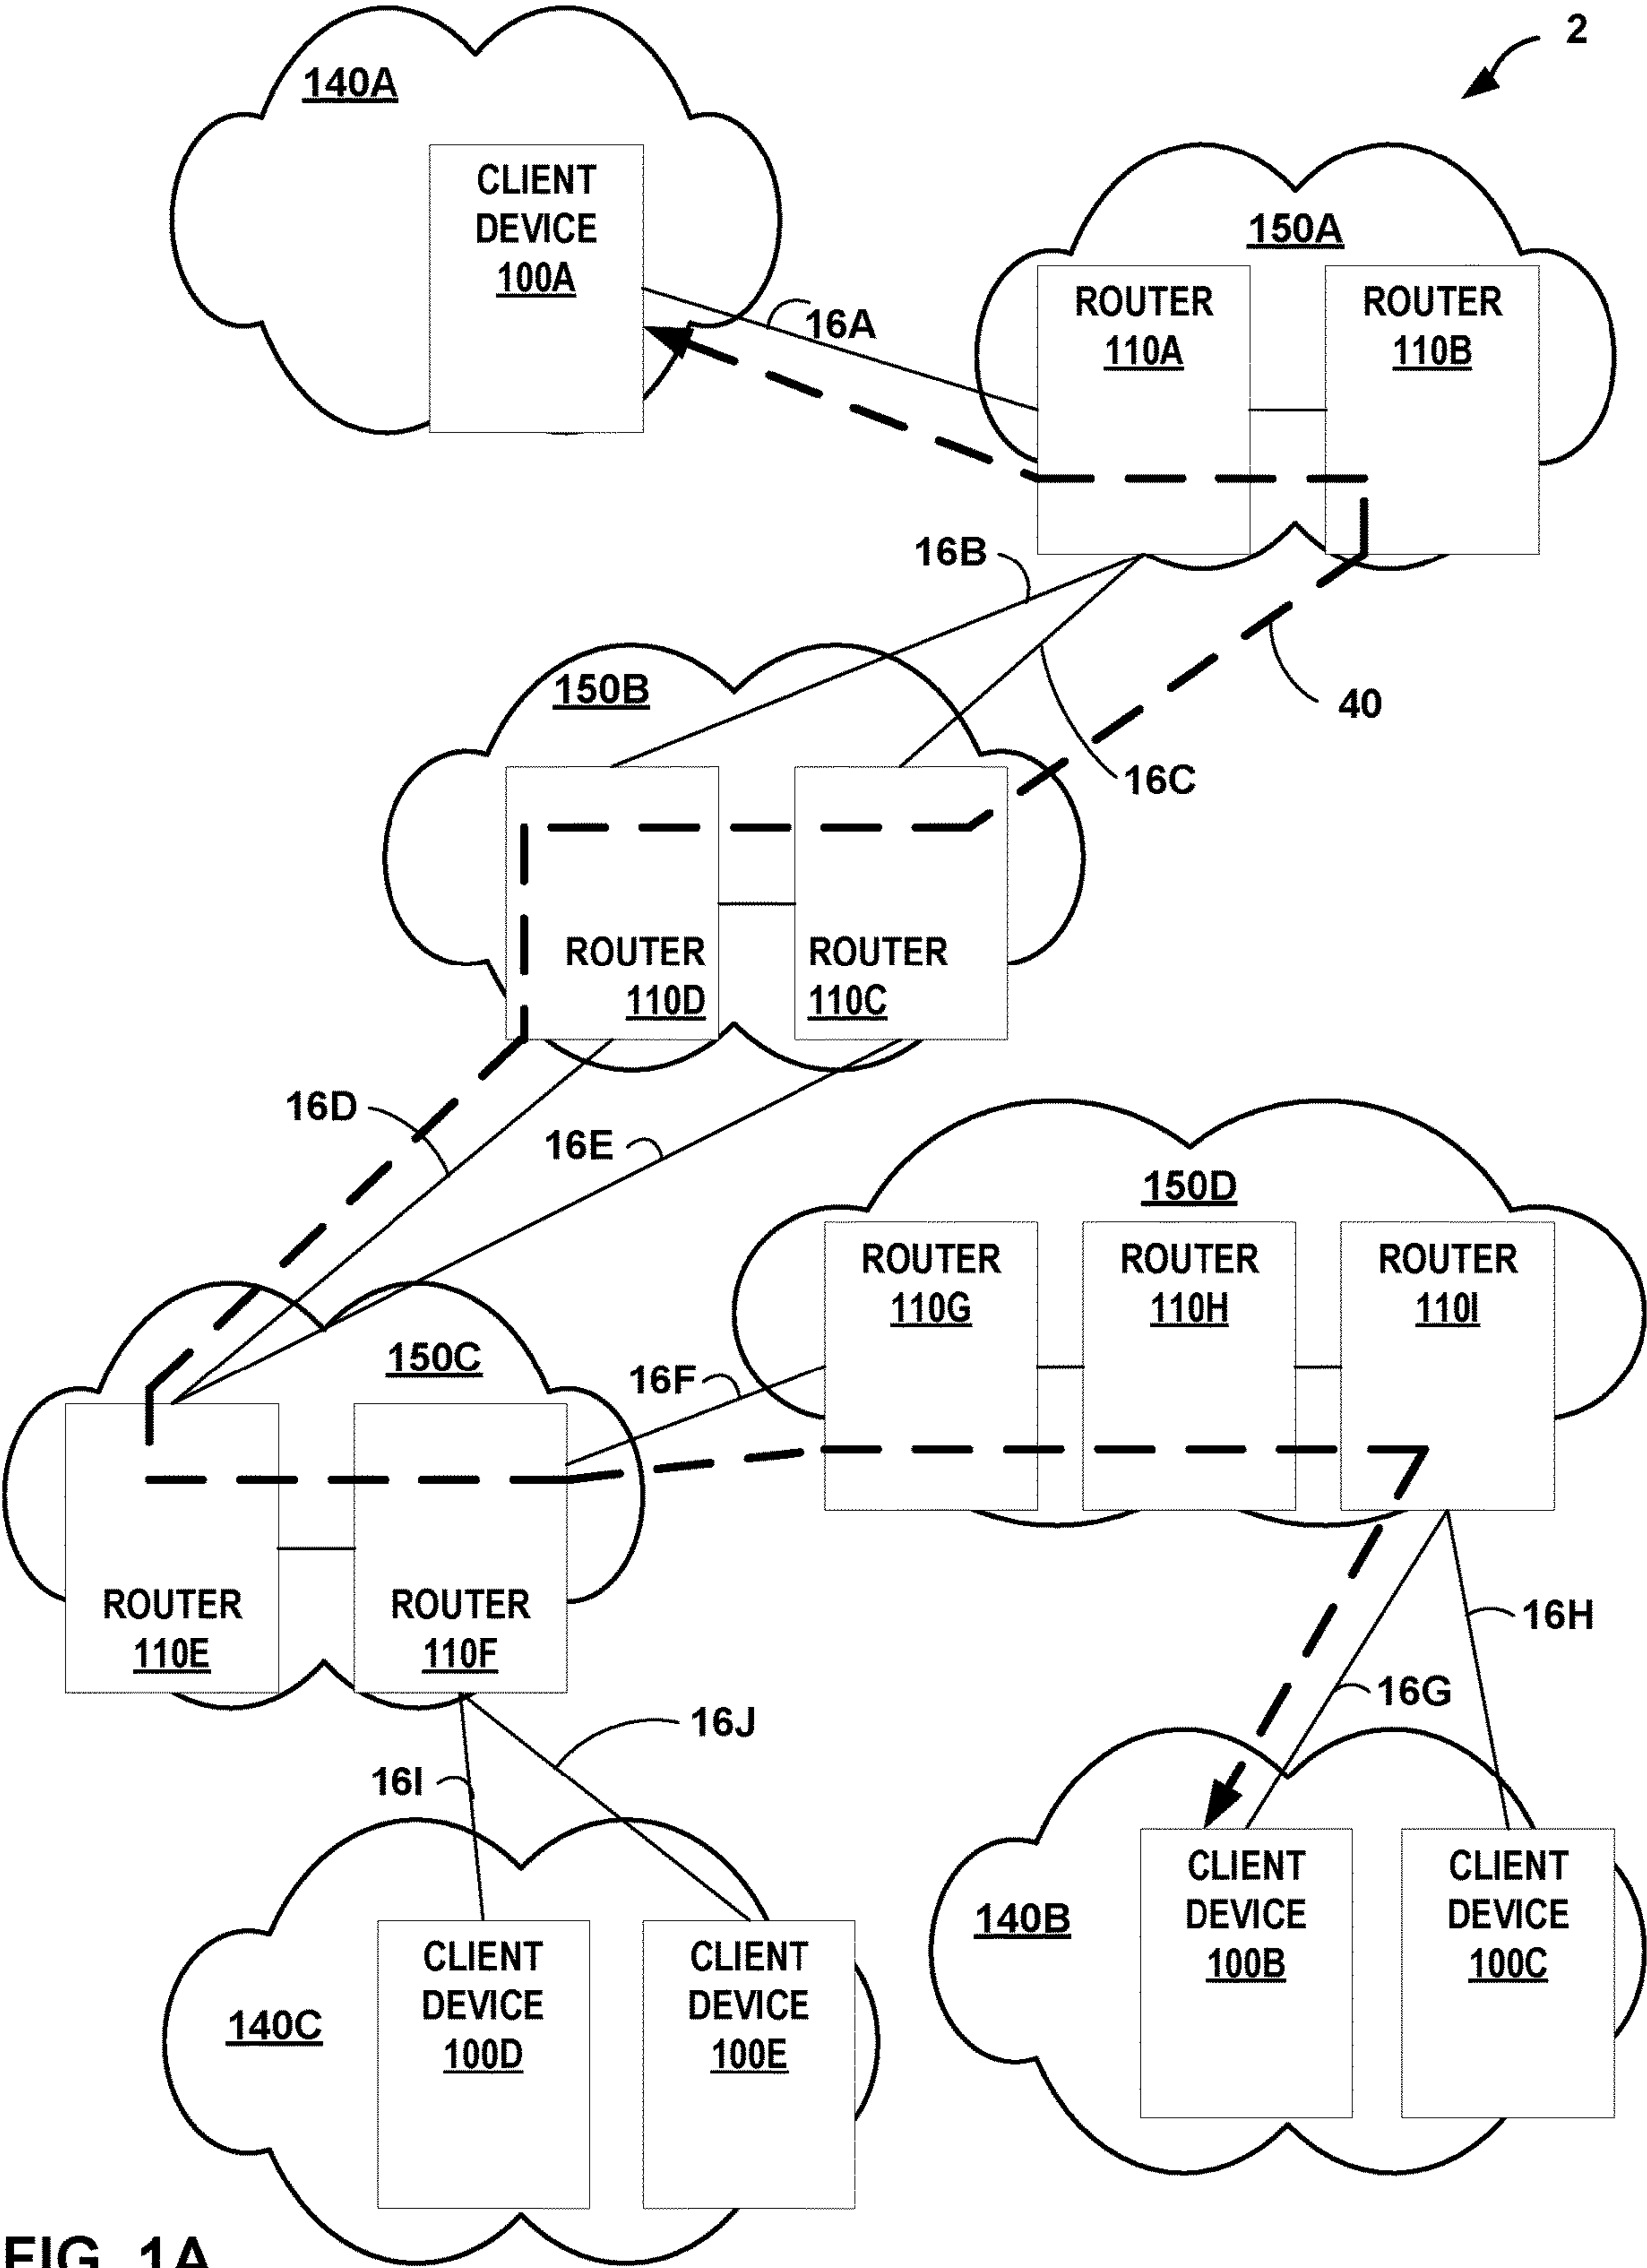 2
140A
CLIENT
DEVICE
100A
150A
16A
ROUTER
110A
ROUTER
110B
16B
150B
40
16C
ROUTER
110D
ROUTER
110C
16D
16E
150D
ROUTER
110G
ROUTER
110H
ROUTER
110I
150C
16F
ROUTER
110E
ROUTER
110F
16H
16G
16J
16I
CLIENT
DEVICE
100B
CLIENT
DEVICE
100C
140B
CLIENT
DEVICE
100D
CLIENT
DEVICE
100E
140C
FIG. 1A